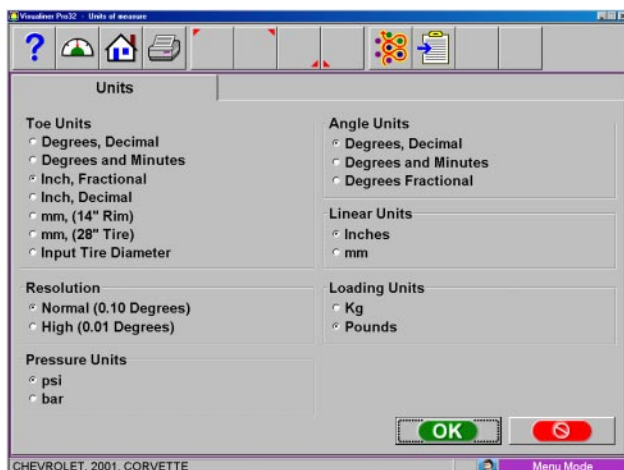 Visualiner Pro32 - Units of measure
?
Units
Toe Units
Degrees, Decimal
Degrees and Minutes
Inch, Fractional
Inch, Decimal
mm, (14" Rim)
mm, (28" Tire)
Input Tire Diameter
Angle Units
Degrees, Decimal
Degrees and Minutes
Degrees Fractional
Linear Units
Inches
mm
Resolution
Normal (0.10 Degrees)
High (0.01 Degrees)
Loading Units
Kg
Pounds
Pressure Units
psi
bar
OK
CHEVROLET, 2001, CORVETTE
Menu Mode